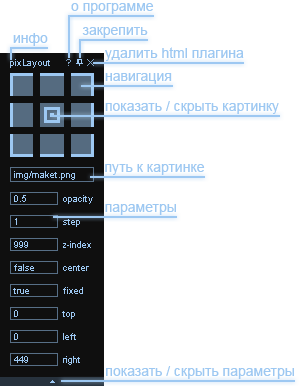 о программе
закрепить
инфо
удалить html плагина
pixLayout ?
навигация
показать / скрыть картинку
путь к картинке
img/maket.png
0.5 opacity
параметры
1 step
999 z-index
false center
true fixed
0 top
0 left
449 right
показать / скрыть параметры